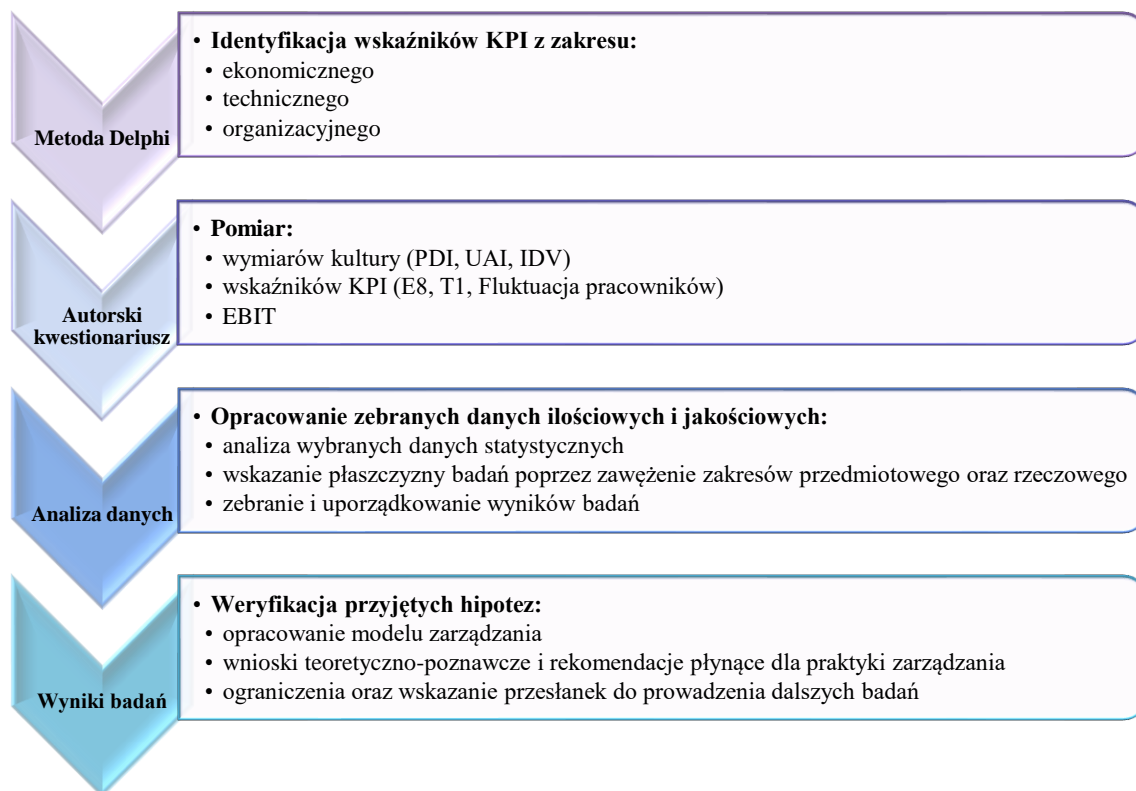 Metoda Delphi
• Identyfikacja wskaźników KPI z zakresu:
• ekonomicznego
• technicznego
• organizacyjnego
Autorski
kwestionariusz
• Pomiar:
• wymiarów kultury (PDI, UAI, IDV)
• wskaźników KPI (E8, T1, Fluktuacja pracowników)
• EBIT
Analiza danych
• Opracowanie zebranych danych ilościowych i jakościowych:
• analiza wybranych danych statystycznych
• wskazanie płaszczyzny badań poprzez zawężenie zakresów przedmiotowego oraz rzeczowego
• zebranie i uporządkowanie wyników badań
Wyniki badań
• Weryfikacja przyjętych hipotez:
• opracowanie modelu zarządzania
• wnioski teoretyczno-poznawcze i rekomendacje płynące dla praktyki zarządzania
• ograniczenia oraz wskazanie przesłanek do prowadzenia dalszych badań